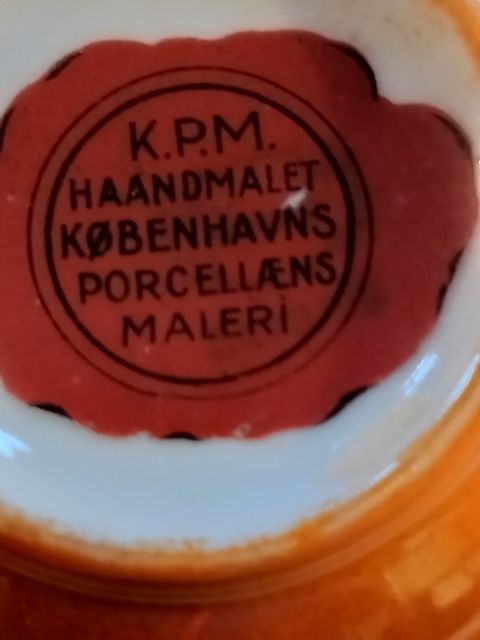 K.P.M.
HAANDMALET
KØBENHAVNS
PORCELLÆNS
MALERI